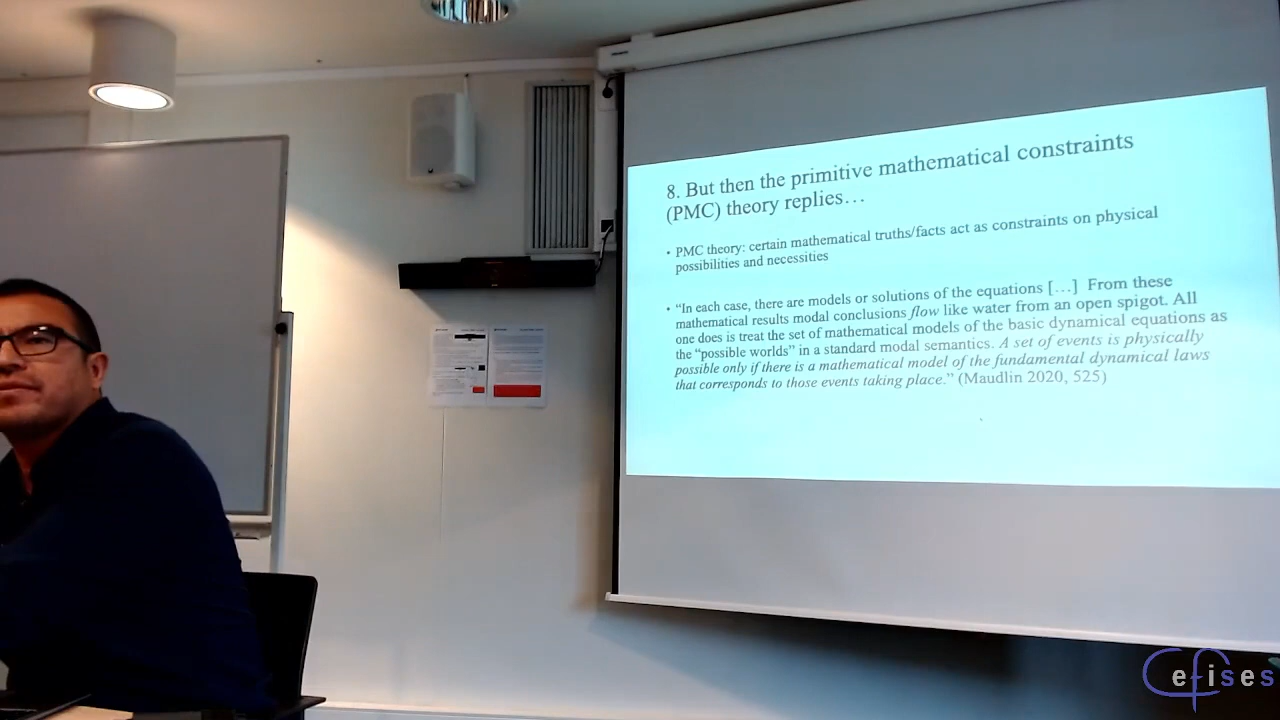 8. But then the primitive mathematical constraints
(PMC) theory replies…
• PMC theory: certain mathematical truths/facts act as constraints on physical
possibilities and necessities
• “In each case, there are models or solutions of the equations […] From these
mathematical results modal conclusions flow like water from an open spigot. All
one does is treat the set of mathematical models of the basic dynamical equations as
the “possible worlds” in a standard modal semantics. A set of events is physically
possible only if there is a mathematical model of the fundamental dynamical laws
that corresponds to those events taking place.” (Maudlin 2020, 525)
Cefises